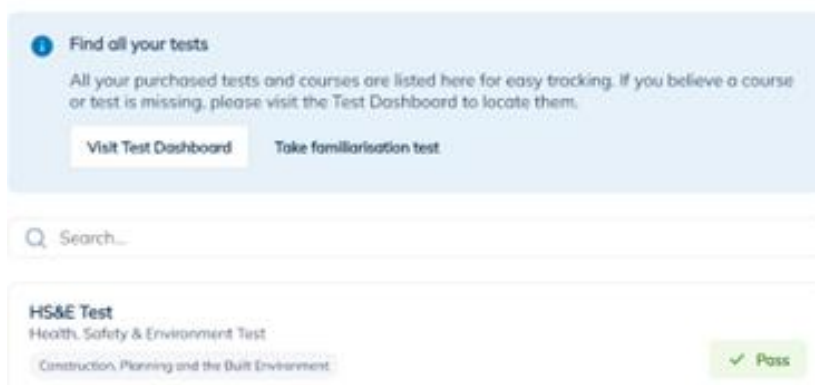 Find all your tests
All your purchased tests and courses are listed here for easy tracking. If you believe a course
or test is missing, please visit the Test Dashboard to locate them.
Visit Test Dashboard Take familiarisation test
Search...
HS&E Test
Health, Safety & Environment Test
Construction, Planning and the Built Environment
Pass